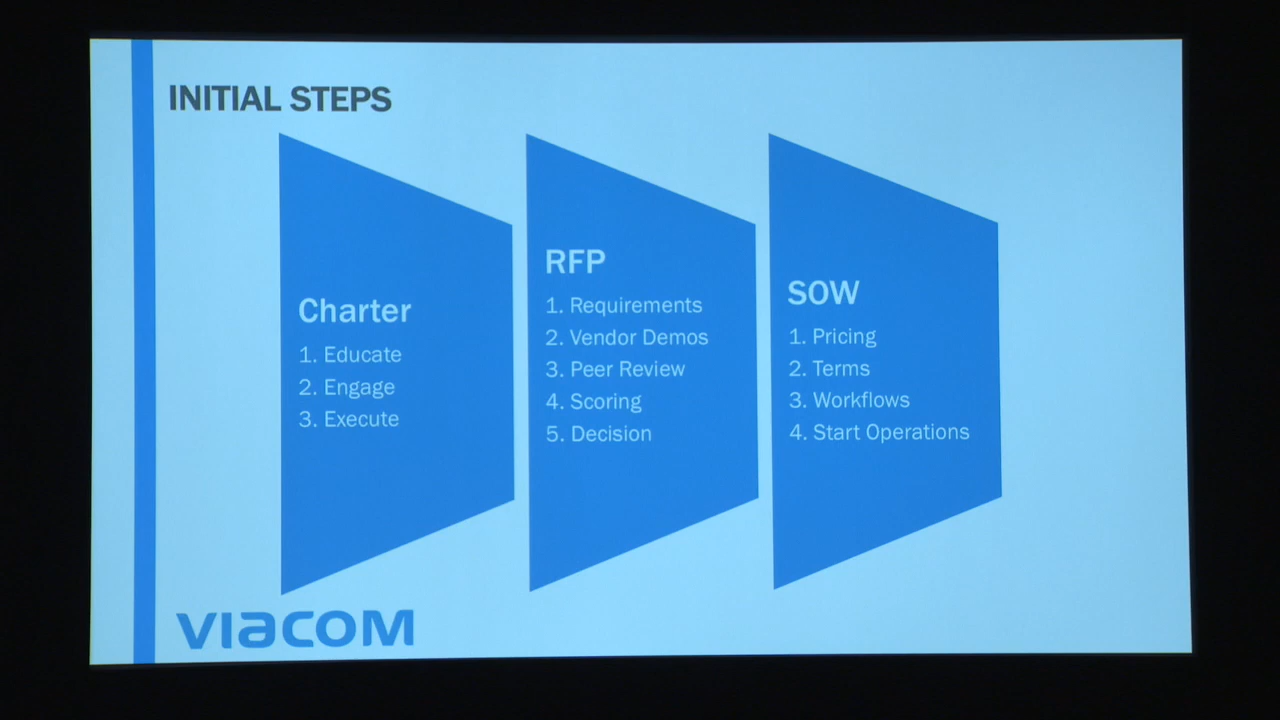 INITIAL STEPS
Charter
1. Educate
2. Engage
3. Execute
RFP
1. Requirements
2. Vendor Demos
3. Peer Review
4. Scoring
5. Decision
SOW
1. Pricing
2. Terms
3. Workflows
4. Start Operations
VIACOM